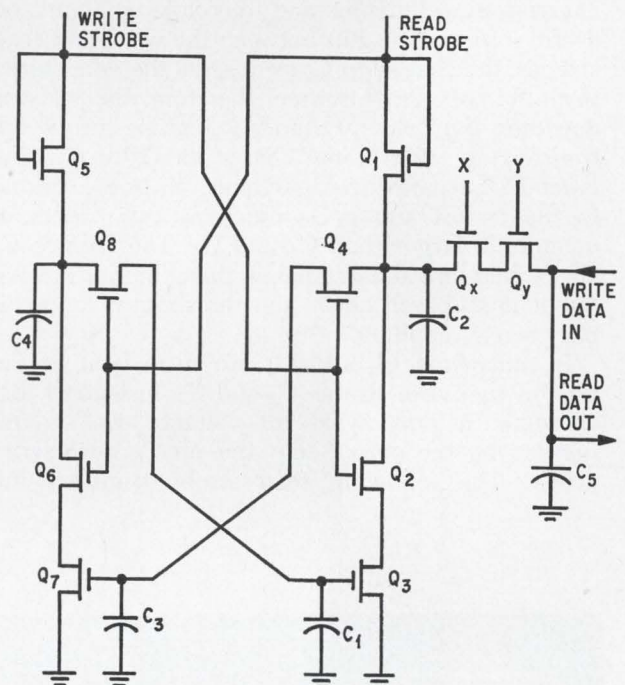 WRITE
STROBE
READ
STROBE
Q5
Q1
X
Y
Q8
Q4
Qx
Qy
WRITE
DATA
IN
C4
C2
READ
DATA
OUT
Q6
Q2
C5
Q7
Q3
C3
C1